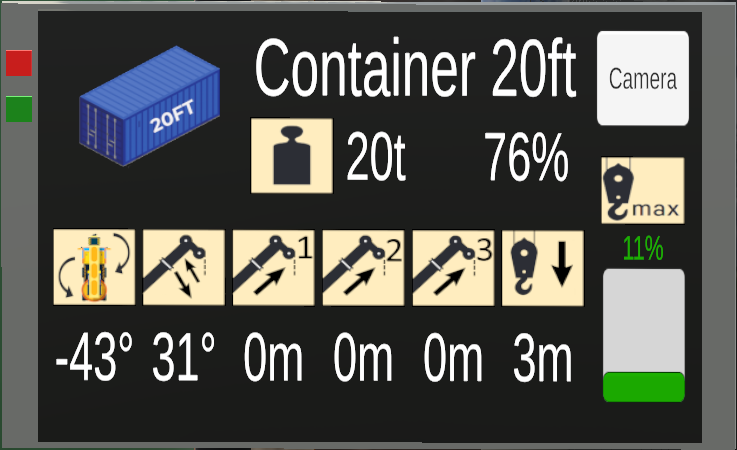 Container 20ft
20FT
Camera
20t 76%
max
11%
1 2 3
-43° 31° 0m 0m 0m 3m